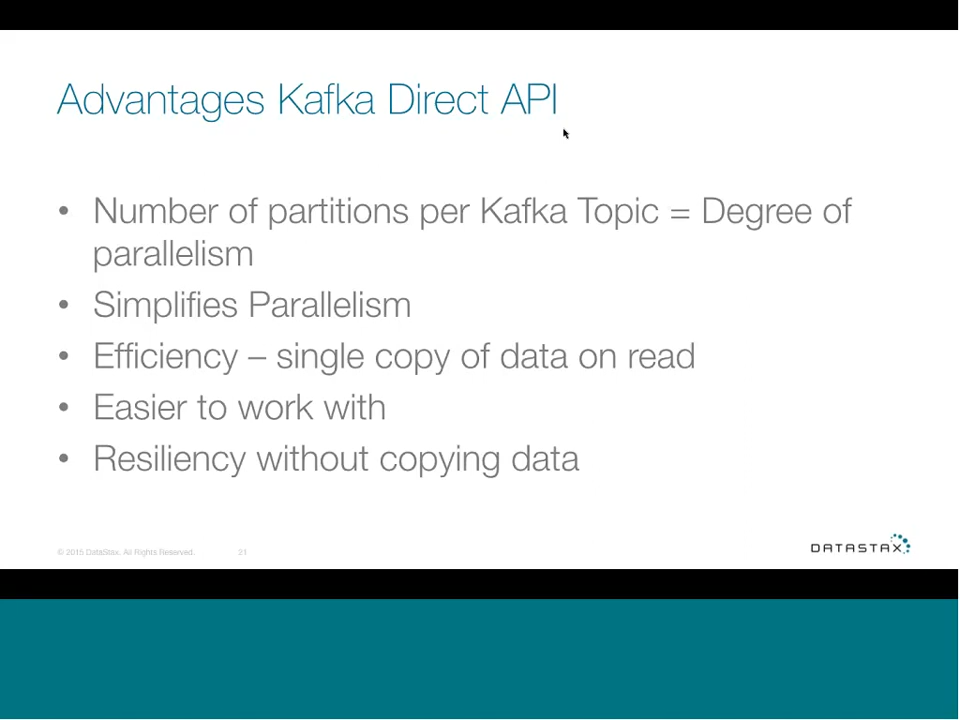 Advantages Kafka Direct API
• Number of partitions per Kafka Topic = Degree of
parallelism
• Simplifies Parallelism
• Efficiency – single copy of data on read
• Easier to work with
• Resiliency without copying data
© 2015 DataStax. All Rights Reserved. 21
DATASTAX